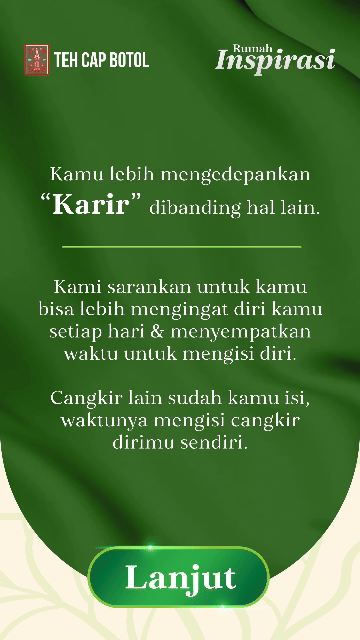 TEH CAP BOTOL
Rumah
Inspirasi
Kamu lebih mengedepankan
“Karir” dibanding hal lain.
Kami sarankan untuk kamu
bisa lebih mengingat diri kamu
setiap hari & menyempatkan
waktu untuk mengisi diri.
Cangkir lain sudah kamu isi,
waktunya mengisi cangkir
dirimu sendiri.
Lanjut